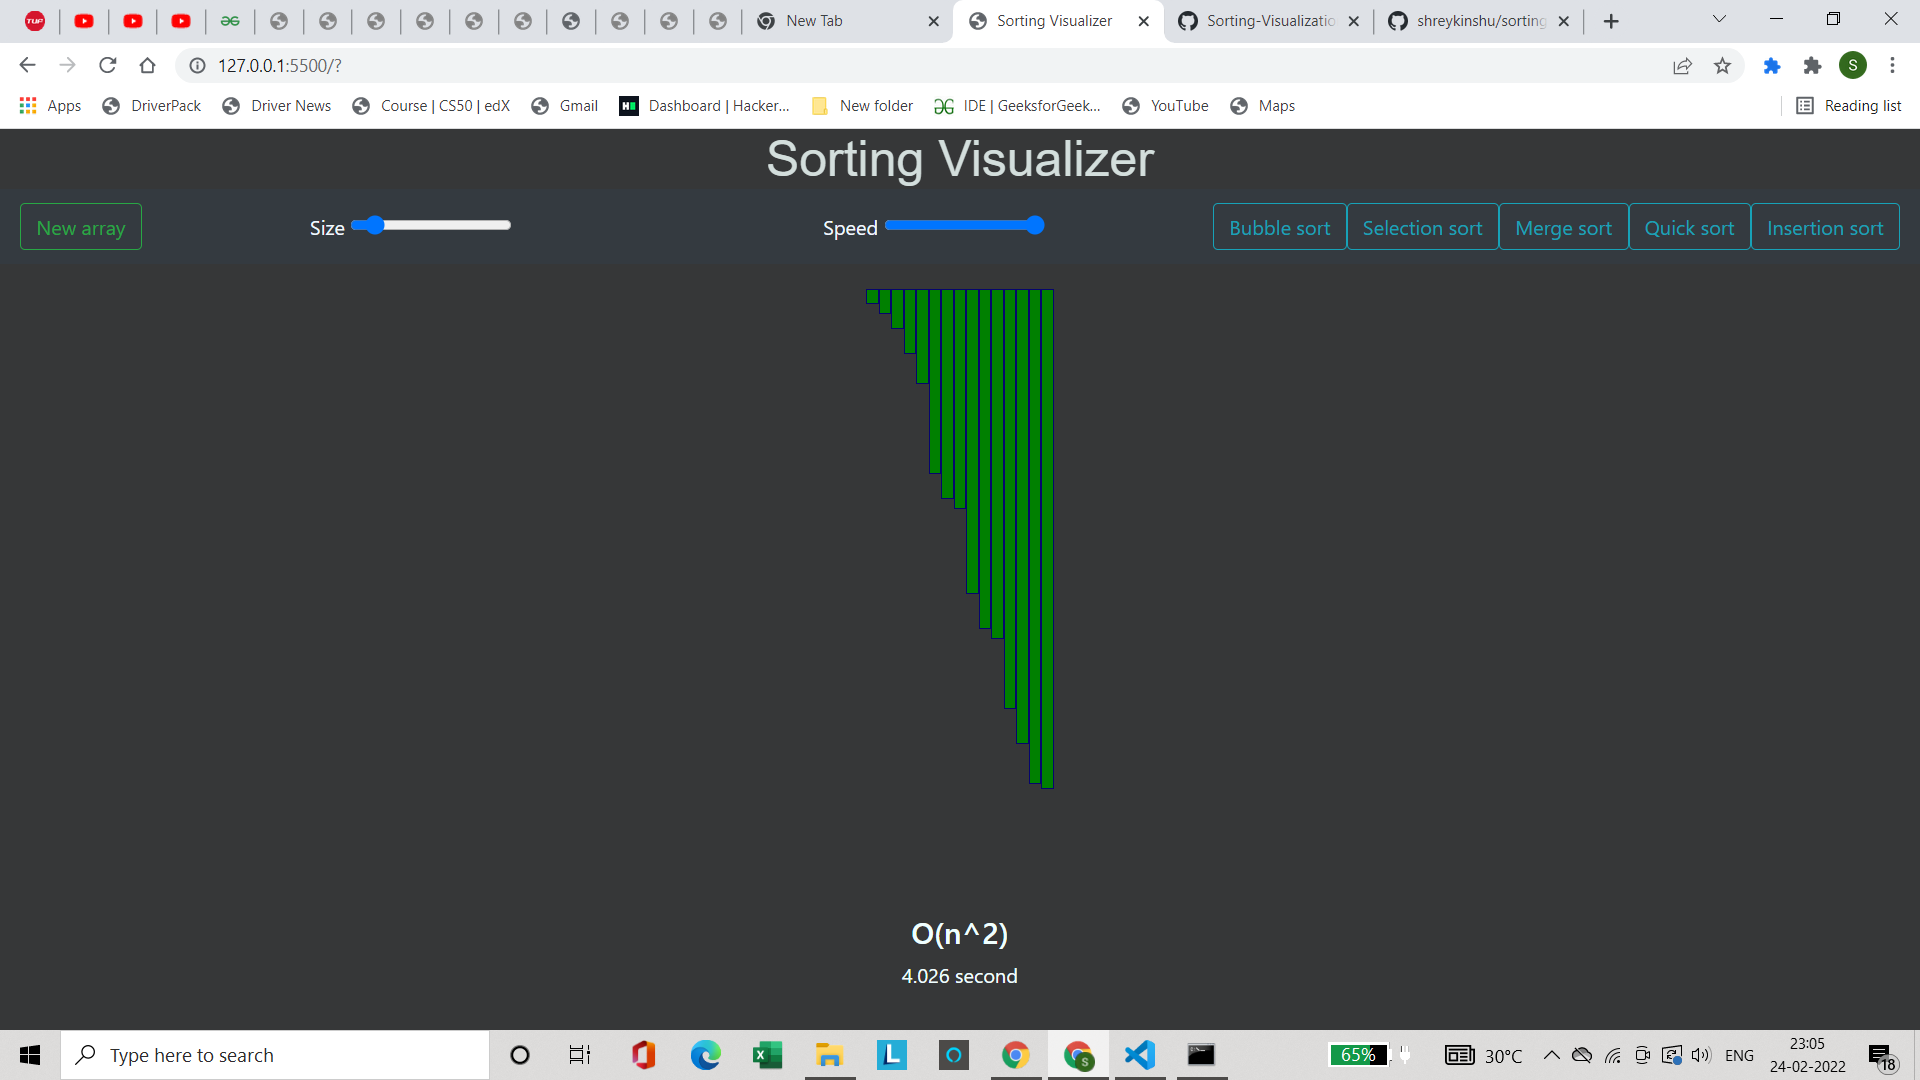 TUF New Tab Sorting Visualizer Sorting-Visualizatio shreykinshu/sorting
127.0.0.1:5500/? S
Apps DriverPack Driver News Course | CS50 | edX Gmail Dashboard | Hacker... New folder IDE | GeeksforGeek... YouTube Maps Reading list
Sorting Visualizer
New array Size Speed Bubble sort Selection sort Merge sort Quick sort Insertion sort
O(n^2)
4.026 second
Type here to search 65% 30°C ENG 23:05
24-02-2022 18